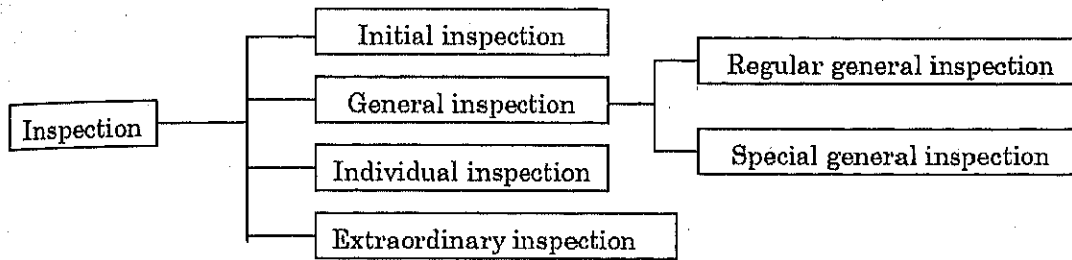 Inspection
Initial inspection
General inspection
Individual inspection
Extraordinary inspection
Regular general inspection
Special general inspection